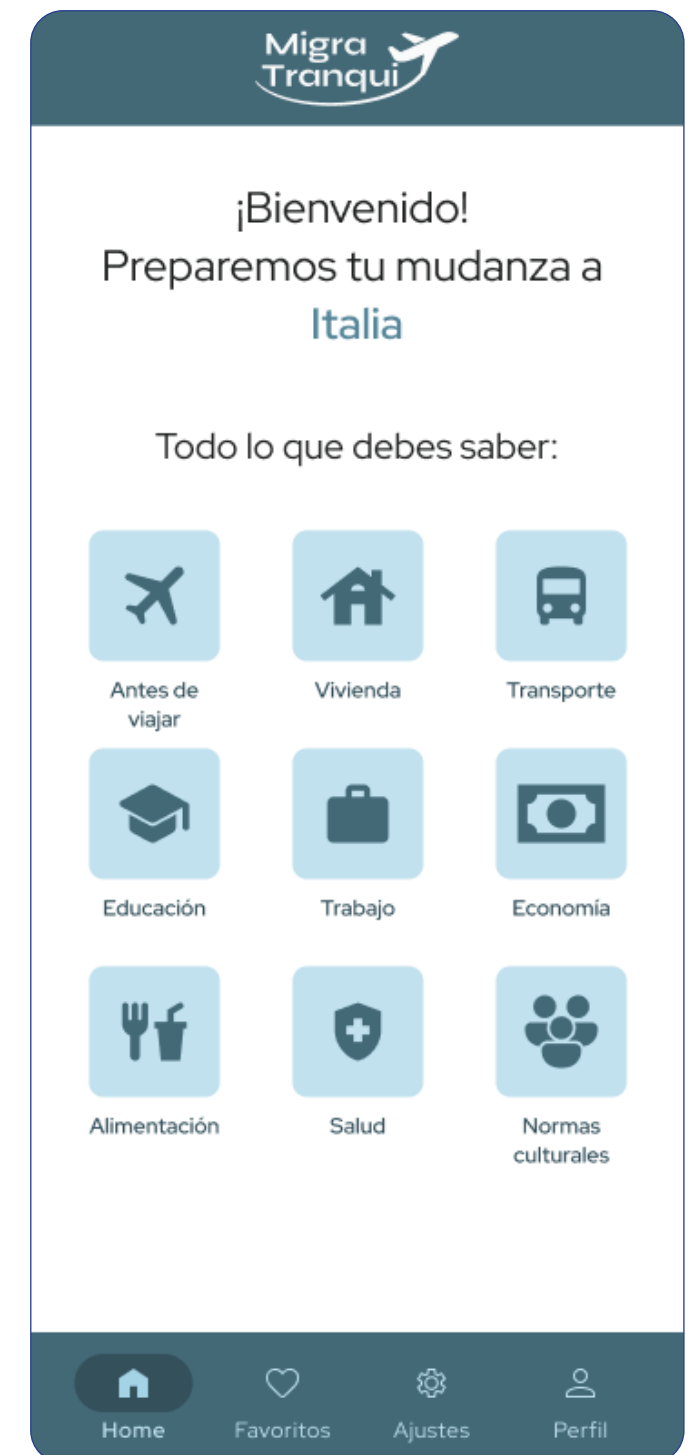 Migra
Tranqui
¡Bienvenido!
Preparemos tu mudanza a
Italia
Todo lo que debes saber:
Antes de
viajar
Vivienda
Transporte
Educación
Trabajo
Economía
Alimentación
Salud
Normas
culturales
Home
Favoritos
Ajustes
Perfil